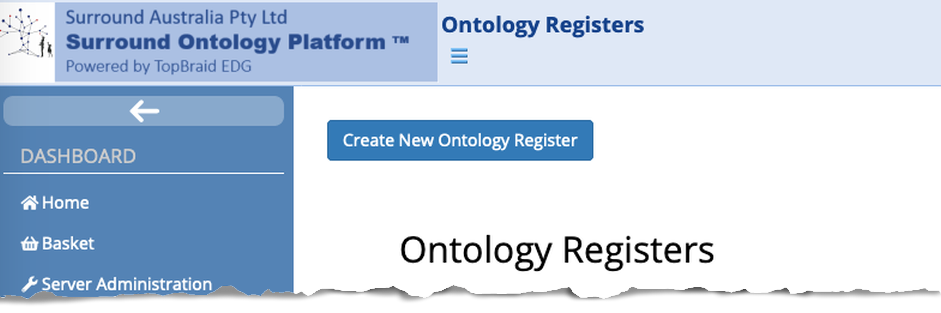 Surround Australia Pty Ltd
Surround Ontology Platform ™
Powered by TopBraid EDG
Ontology Registers
DASHBOARD
Home
Basket
Server Administration
Create New Ontology Register
Ontology Registers